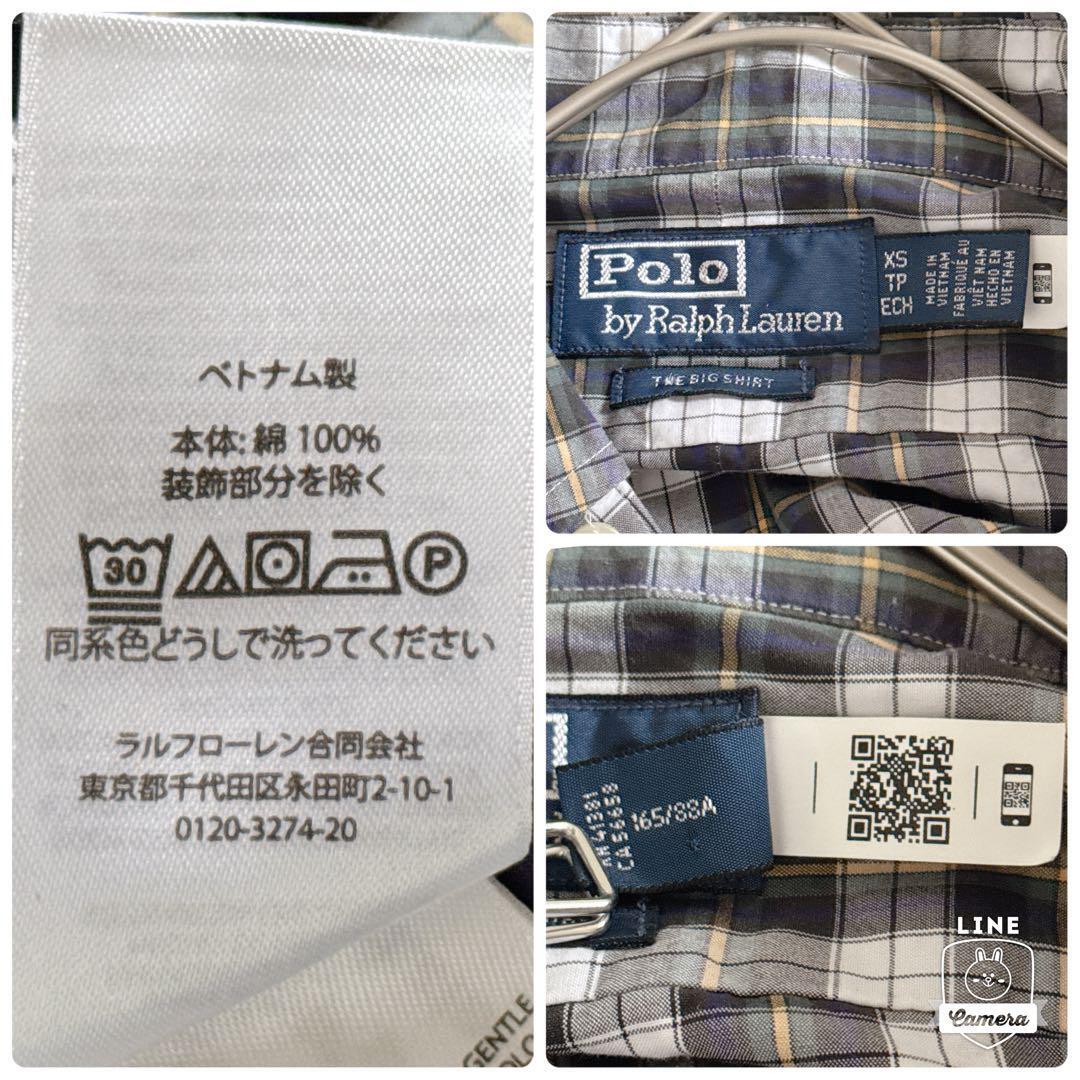 ベトナム製
本体: 綿 100%
装飾部分を除く
30
P
同系色どうしで洗ってください
ラルフローレン合同会社
東京都千代田区永田町2-10-1
0120-3274-20
GENTLE
Polo
by Ralph Lauren
XS
TP
ECH
MADE IN
VIETNAM
FABRIQUÉ AU
VIÊT NAM
HECHO EN
VIETNAM
THE BIG SHIRT
165/88A
LINE
Camera